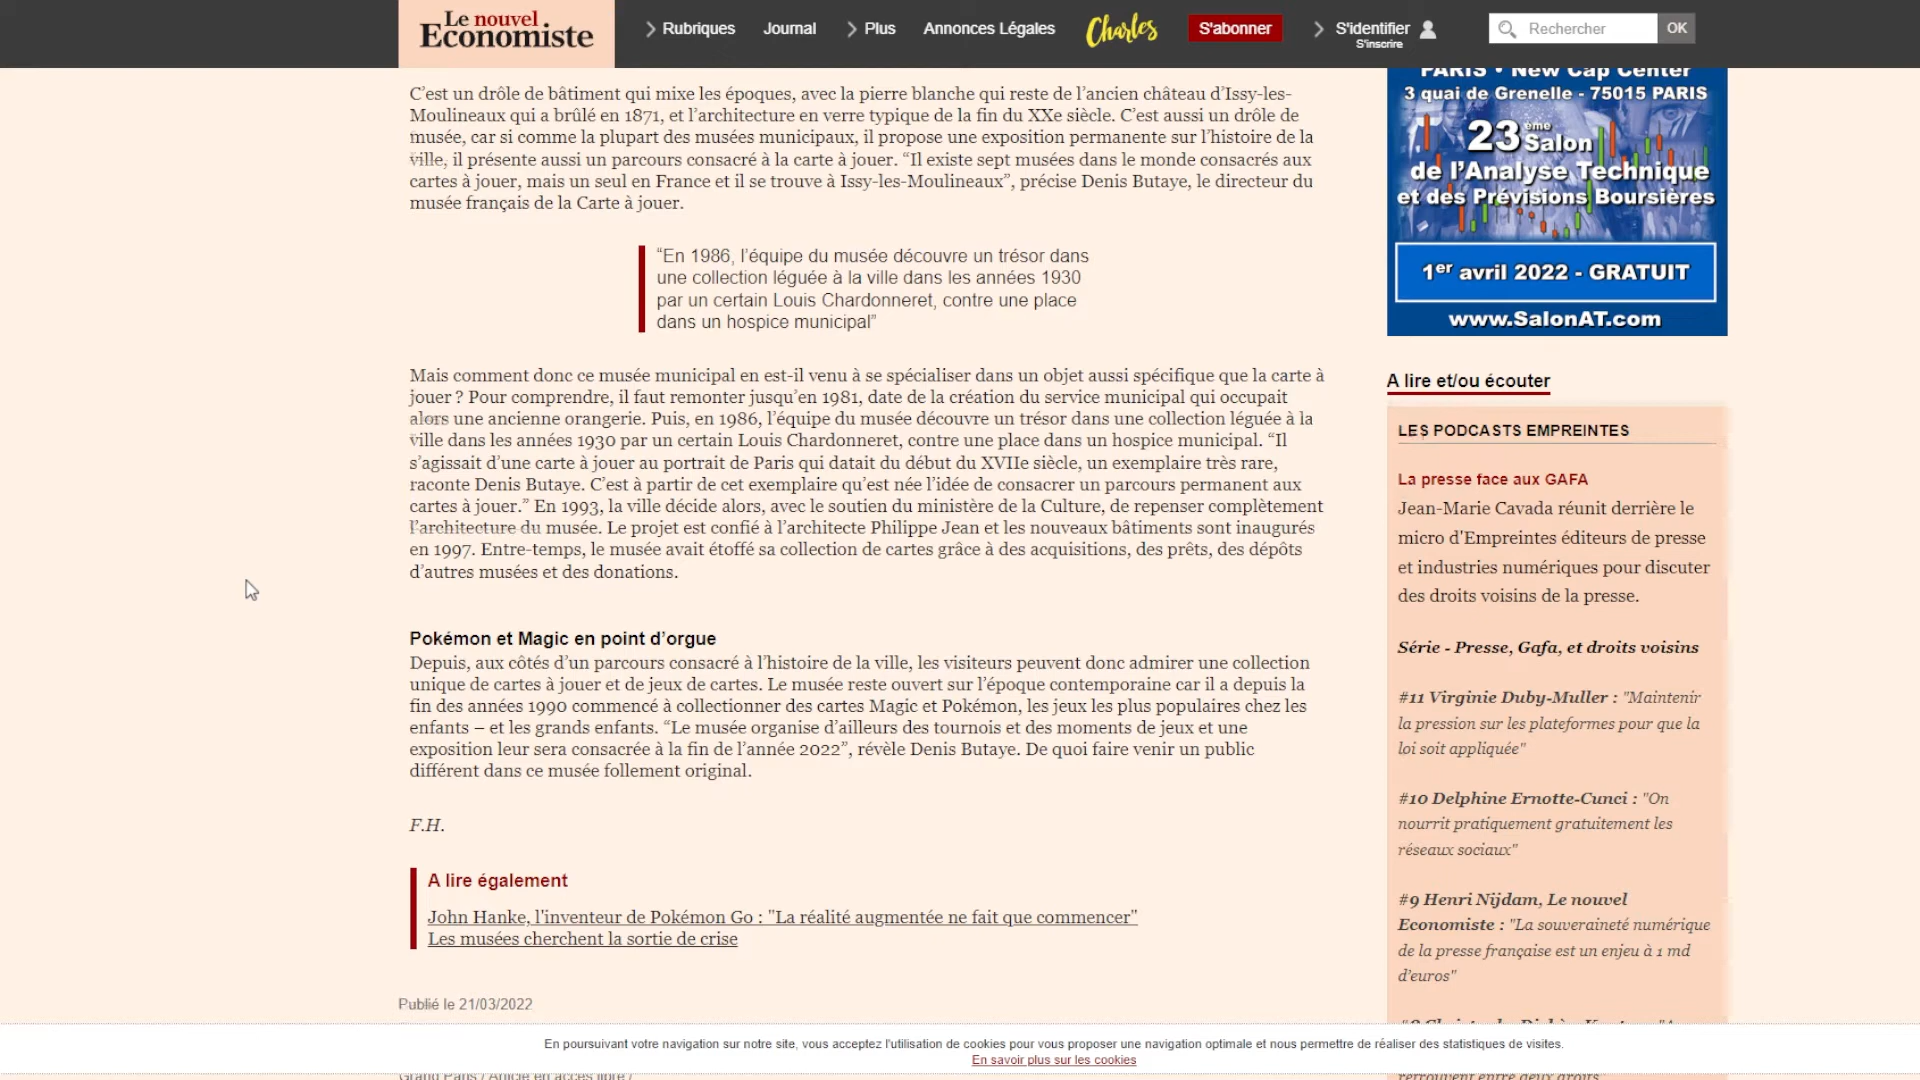 Le nouvel
Economiste
Rubriques
Journal
Plus
Annonces Légales
Charles
S'abonner
S'identifier
S'inscrire
Rechercher
OK
C'est un drôle de bâtiment qui mixe les époques, avec la pierre blanche qui reste de l'ancien château d'Issy-les-
Moulineaux qui a brûlé en 1871, et l'architecture en verre typique de la fin du XXe siècle. C'est aussi un drôle de
musée, car si comme la plupart des musées municipaux, il propose une exposition permanente sur l'histoire de la
ville, il présente aussi un parcours consacré à la carte à jouer. “Il existe sept musées dans le monde consacrés aux
cartes à jouer, mais un seul en France et il se trouve à Issy-les-Moulineaux”, précise Denis Butaye, le directeur du
musée français de la Carte à jouer.
“En 1986, l'équipe du musée découvre un trésor dans
une collection léguée à la ville dans les années 1930
par un certain Louis Chardonneret, contre une place
dans un hospice municipal”
Mais comment donc ce musée municipal en est-il venu à se spécialiser dans un objet aussi spécifique que la carte à
jouer ? Pour comprendre, il faut remonter jusqu'en 1981, date de la création du service municipal qui occupait
alors une ancienne orangerie. Puis, en 1986, l'équipe du musée découvre un trésor dans une collection léguée à la
ville dans les années 1930 par un certain Louis Chardonneret, contre une place dans un hospice municipal. “Il
s'agissait d'une carte à jouer au portrait de Paris qui datait du début du XVIIe siècle, un exemplaire très rare,
raconte Denis Butaye. C'est à partir de cet exemplaire qu'est née l'idée de consacrer un parcours permanent aux
cartes à jouer.” En 1993, la ville décide alors, avec le soutien du ministère de la Culture, de repenser complètement
l'architecture du musée. Le projet est confié à l'architecte Philippe Jean et les nouveaux bâtiments sont inaugurés
en 1997. Entre-temps, le musée avait étoffé sa collection de cartes grâce à des acquisitions, des prêts, des dépôts
d'autres musées et des donations.
Pokémon et Magic en point d'orgue
Depuis, aux côtés d'un parcours consacré à l'histoire de la ville, les visiteurs peuvent donc admirer une collection
unique de cartes à jouer et de jeux de cartes. Le musée reste ouvert sur l'époque contemporaine car il a depuis la
fin des années 1990 commencé à collectionner des cartes Magic et Pokémon, les jeux les plus populaires chez les
enfants – et les grands enfants. “Le musée organise d'ailleurs des tournois et des moments de jeux et une
exposition leur sera consacrée à la fin de l'année 2022”, révèle Denis Butaye. De quoi faire venir un public
différent dans ce musée follement original.
F.H.
A lire également
John Hanke, l'inventeur de Pokémon Go : "La réalité augmentée ne fait que commencer"
Les musées cherchent la sortie de crise
Publié le 21/03/2022
Grand Paris / Article en accès libre /
PARIS • New Cap Center
3 quai de Grenelle - 75015 PARIS
23ème Salon
de l'Analyse Technique
et des Prévisions Boursières
1er avril 2022 - GRATUIT
www.SalonAT.com
A lire et/ou écouter
LES PODCASTS EMPREINTES
La presse face aux GAFA
Jean-Marie Cavada réunit derrière le
micro d'Empreintes éditeurs de presse
et industries numériques pour discuter
des droits voisins de la presse.
Série - Presse, Gafa, et droits voisins
#11 Virginie Duby-Muller : "Maintenir
la pression sur les plateformes pour que la
loi soit appliquée"
#10 Delphine Ernotte-Cunci : "On
nourrit pratiquement gratuitement les
réseaux sociaux"
#9 Henri Nijdam, Le nouvel
Economiste : "La souveraineté numérique
de la presse française est un enjeu à 1 md
d'euros"
retrouvent entre deux droits"
En poursuivant votre navigation sur notre site, vous acceptez l'utilisation de cookies pour vous proposer une navigation optimale et nous permettre de réaliser des statistiques de visites.
En savoir plus sur les cookies